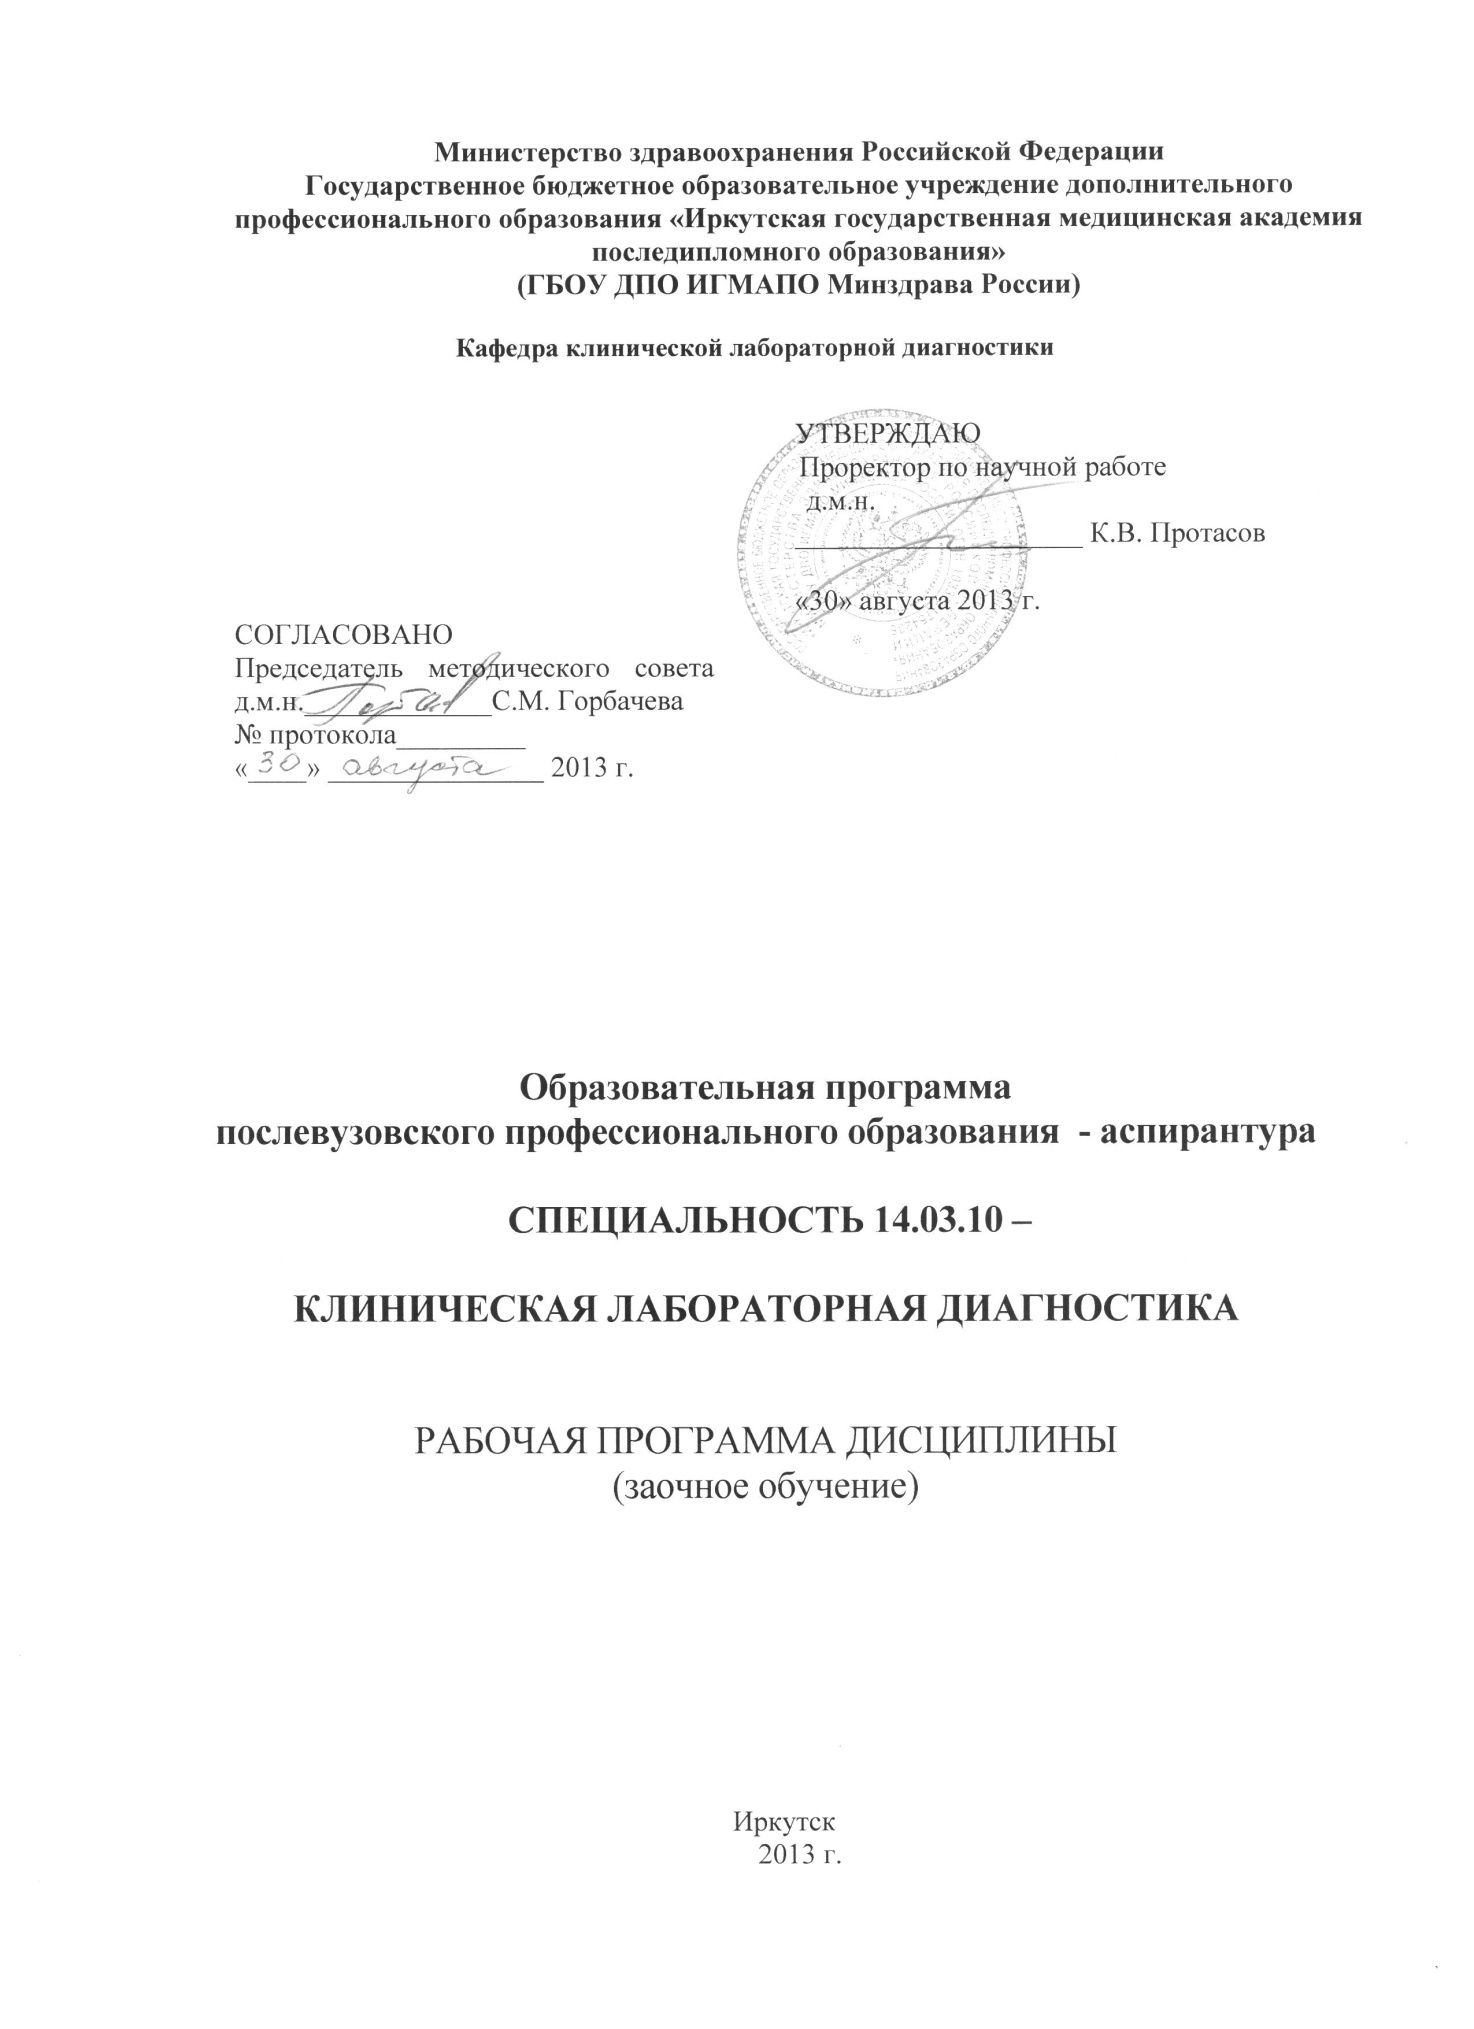 Министерство здравоохранения Российской Федерации
Государственное бюджетное образовательное учреждение дополнительного
профессионального образования «Иркутская государственная медицинская академия
последипломного образования»
(ГБОУ ДПО ИГМАПО Минздрава России)
Кафедра клинической лабораторной диагностики
УТВЕРЖДАЮ
Проректор по научной работе
д.м.н.
____________________ К.В. Протасов
«30» августа 2013 г.
СОГЛАСОВАНО
Председатель методического совета
д.м.н._____________С.М. Горбачева
№ протокола_________
«30» августа 2013 г.
Образовательная программа
послевузовского профессионального образования - аспирантура
СПЕЦИАЛЬНОСТЬ 14.03.10 –
КЛИНИЧЕСКАЯ ЛАБОРАТОРНАЯ ДИАГНОСТИКА
РАБОЧАЯ ПРОГРАММА ДИСЦИПЛИНЫ
(заочное обучение)
Иркутск
2013 г.